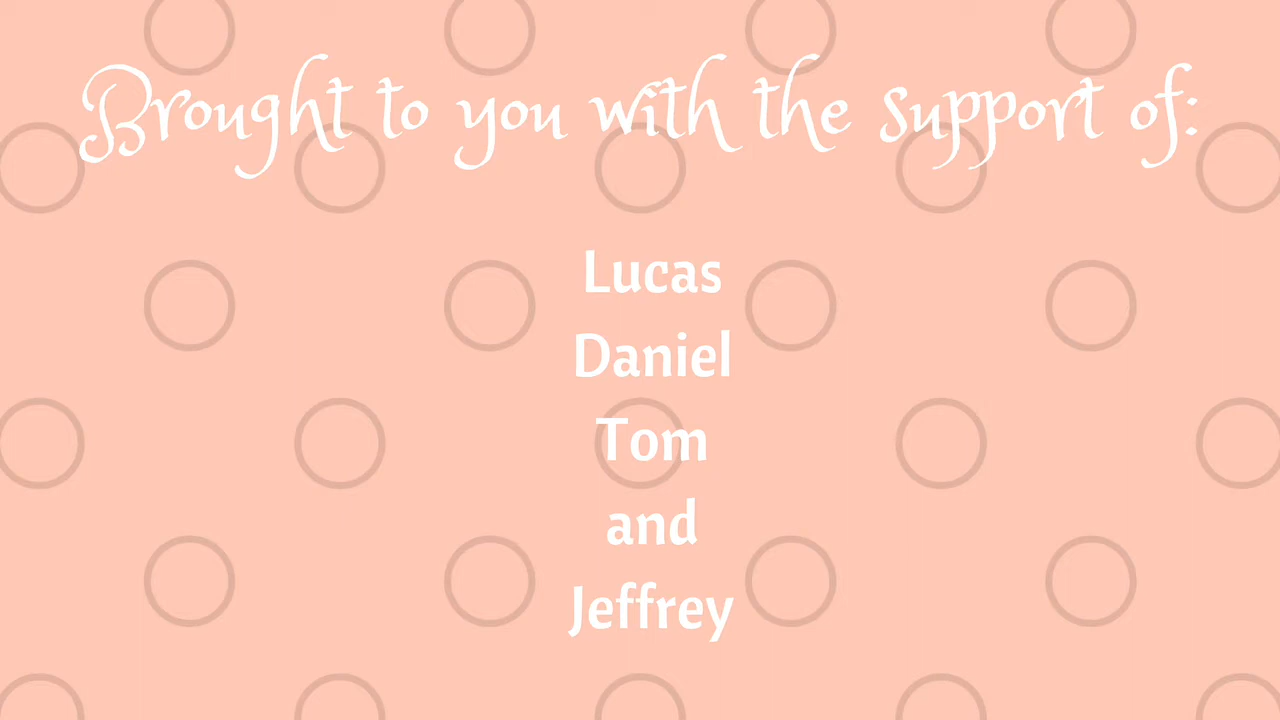 Brought to you with the support of:
Lucas
Daniel
Tom
and
Jeffrey